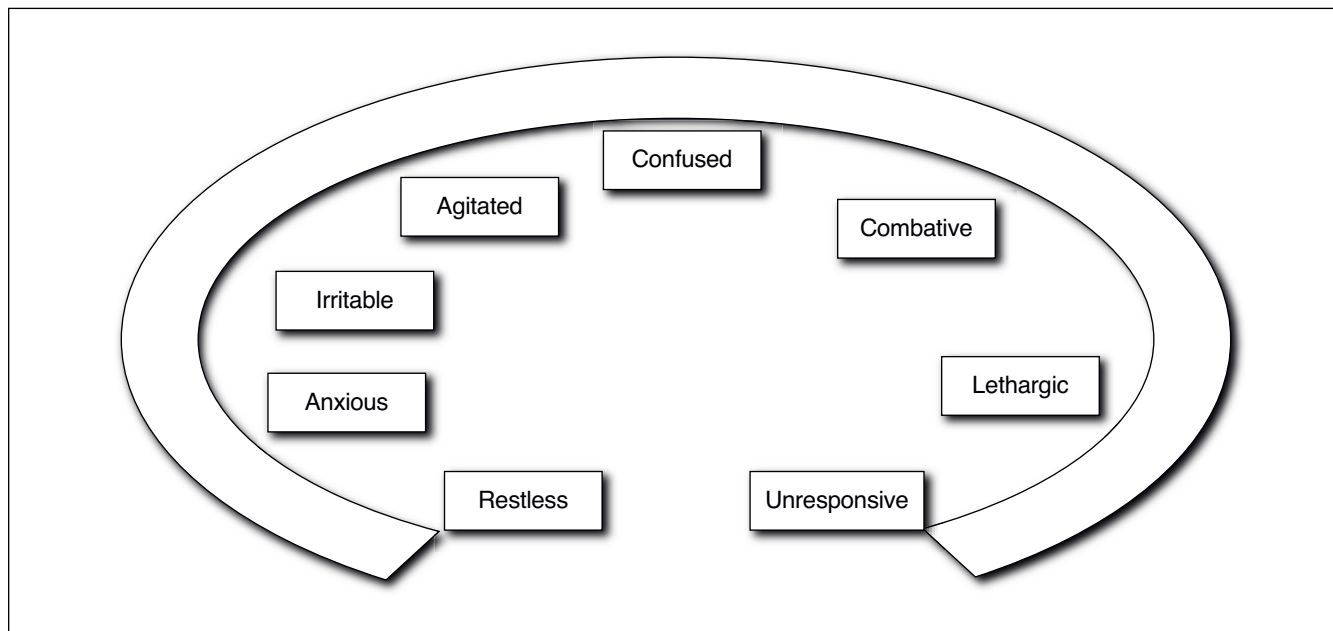 Confused
Agitated
Combative
Irritable
Lethargic
Anxious
Restless
Unresponsive